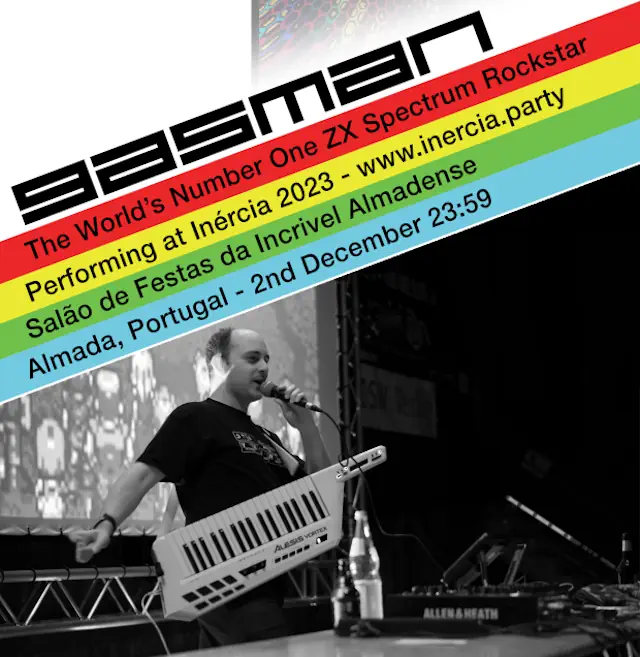 gasman
The World's Number One ZX Spectrum Rockstar
Performing at Inércia 2023 - www.inercia.party
Salão de Festas da Incrivel Almadense
Almada, Portugal - 2nd December 23:59
ALESIS VORTEX
ALLEN&HEATH